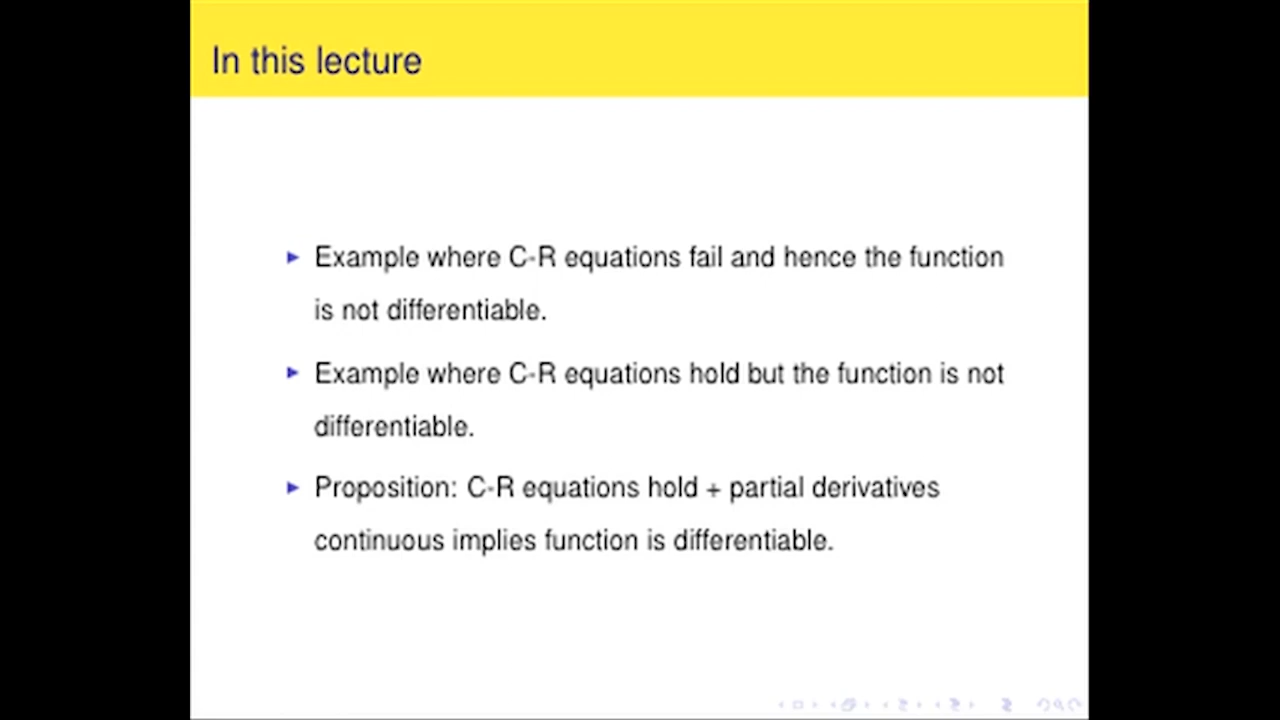 In this lecture
Example where C-R equations fail and hence the function
is not differentiable.
Example where C-R equations hold but the function is not
differentiable.
Proposition: C-R equations hold + partial derivatives
continuous implies function is differentiable.